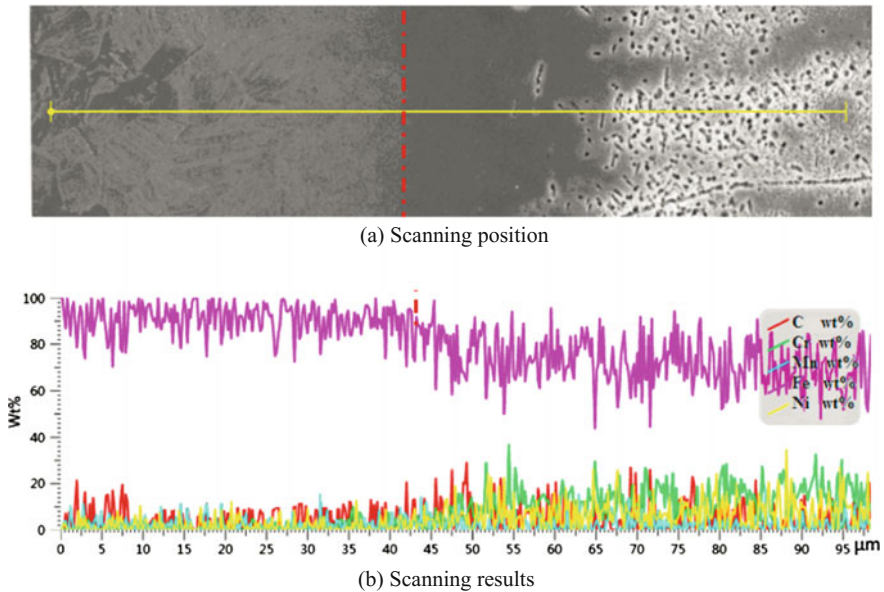 (a) Scanning position
100
80
60
40
20
0
Wt%
C wt%
Cr wt%
Mn wt%
Fe wt%
Ni wt%
0 5 10 15 20 25 30 35 40 45 50 55 60 65 70 75 80 85 90 95 μm
(b) Scanning results